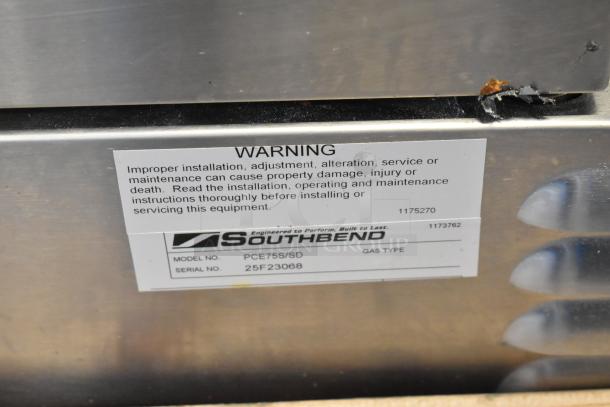 WARNING
Improper installation, adjustment, alteration, service or
maintenance can cause property damage, injury or
death. Read the installation, operating and maintenance
instructions thoroughly before installing or
servicing this equipment.
1175270
Engineered to Perform. Built to Last.
1173762
SOUTHBEND
MODEL NO. PCE75S/SD GAS TYPE
SERIAL NO. 25F23068